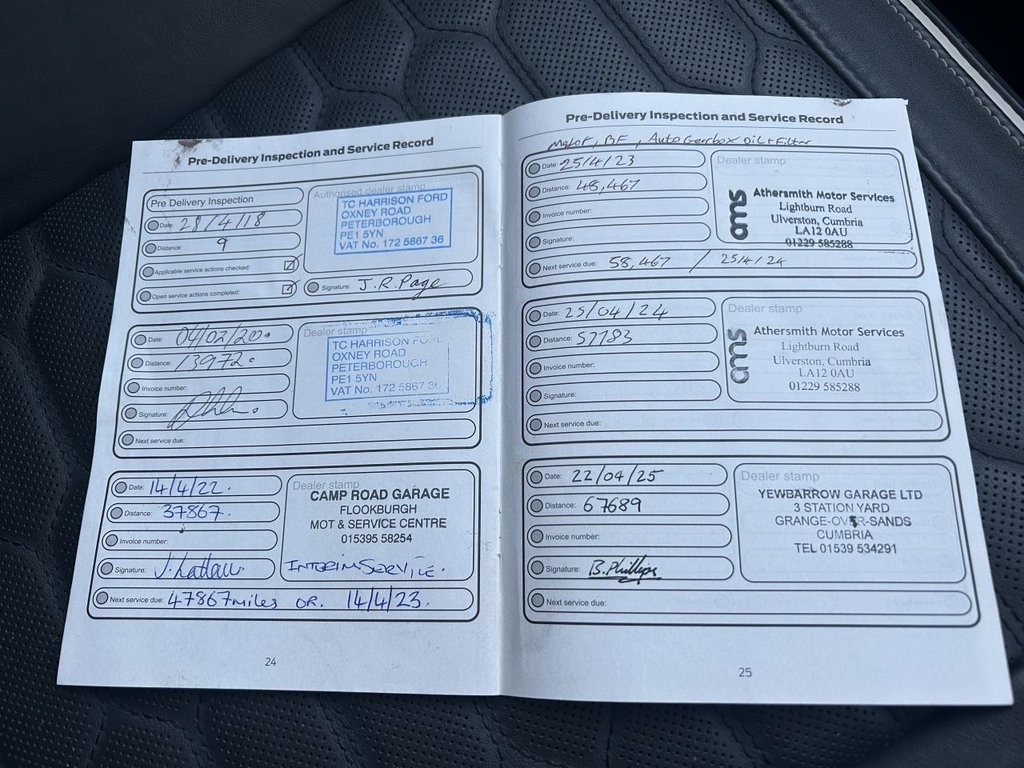 Pre-Delivery Inspection and Service Record
Pre Delivery Inspection
Date: 28/4/18
Distance: 9
Applicable service actions checked:
Open service actions completed:
Authorised dealer stamp
TC HARRISON FORD
OXNEY ROAD
PETERBOROUGH
PE1 5YN
VAT No. 172 5867 36
Signature: J.R.Page
Date: 04/02/20
Distance: 13972.
Invoice number:
Signature:
Next service due:
Dealer stamp
TC HARRISON FORD
OXNEY ROAD
PETERBOROUGH
PE1 5YN
VAT No. 172 5867 36
Date: 14/4/22.
Distance: 37867.
Invoice number:
Signature:
Next service due: 47867 miles OR. 14/4/23.
Dealer stamp
CAMP ROAD GARAGE
FLOOKBURGH
MOT & SERVICE CENTRE
015395 58254
INTERIM SERVICE.
24
Pre-Delivery Inspection and Service Record
Major, BF, Auto Gearbox Oil + Filter
Date: 25/4/23
Distance: 48,467
Invoice number:
Signature:
Next service due: 58,467 / 25/4/24
Dealer stamp
ams
Athersmith Motor Services
Lightburn Road
Ulverston, Cumbria
LA12 0AU
01229 585288
Date: 25/04/24
Distance: 57783
Invoice number:
Signature:
Next service due:
Dealer stamp
ams
Athersmith Motor Services
Lightburn Road
Ulverston, Cumbria
LA12 0AU
01229 585288
Date: 22/04/25
Distance: 67689
Invoice number:
Signature: B.Phillips
Next service due:
Dealer stamp
YEWBARROW GARAGE LTD
3 STATION YARD
GRANGE-OVER-SANDS
CUMBRIA
TEL 01539 534291
25